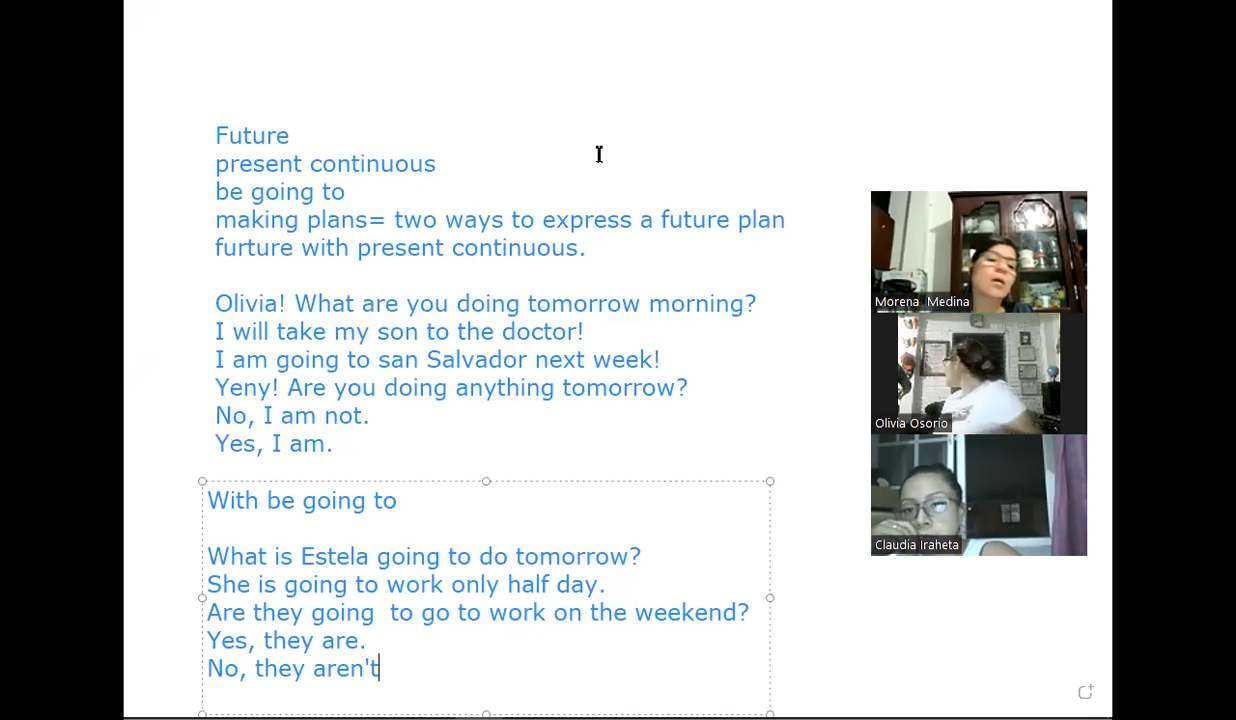 Future
present continuous
be going to
making plans= two ways to express a future plan
furture with present continuous.
Olivia! What are you doing tomorrow morning?
I will take my son to the doctor!
I am going to san Salvador next week!
Yeny! Are you doing anything tomorrow?
No, I am not.
Yes, I am.
With be going to
What is Estela going to do tomorrow?
She is going to work only half day.
Are they going  to go to work on the weekend?
Yes, they are.
No, they aren't
Morena Medina
Olivia Osorio
Claudia Iraheta